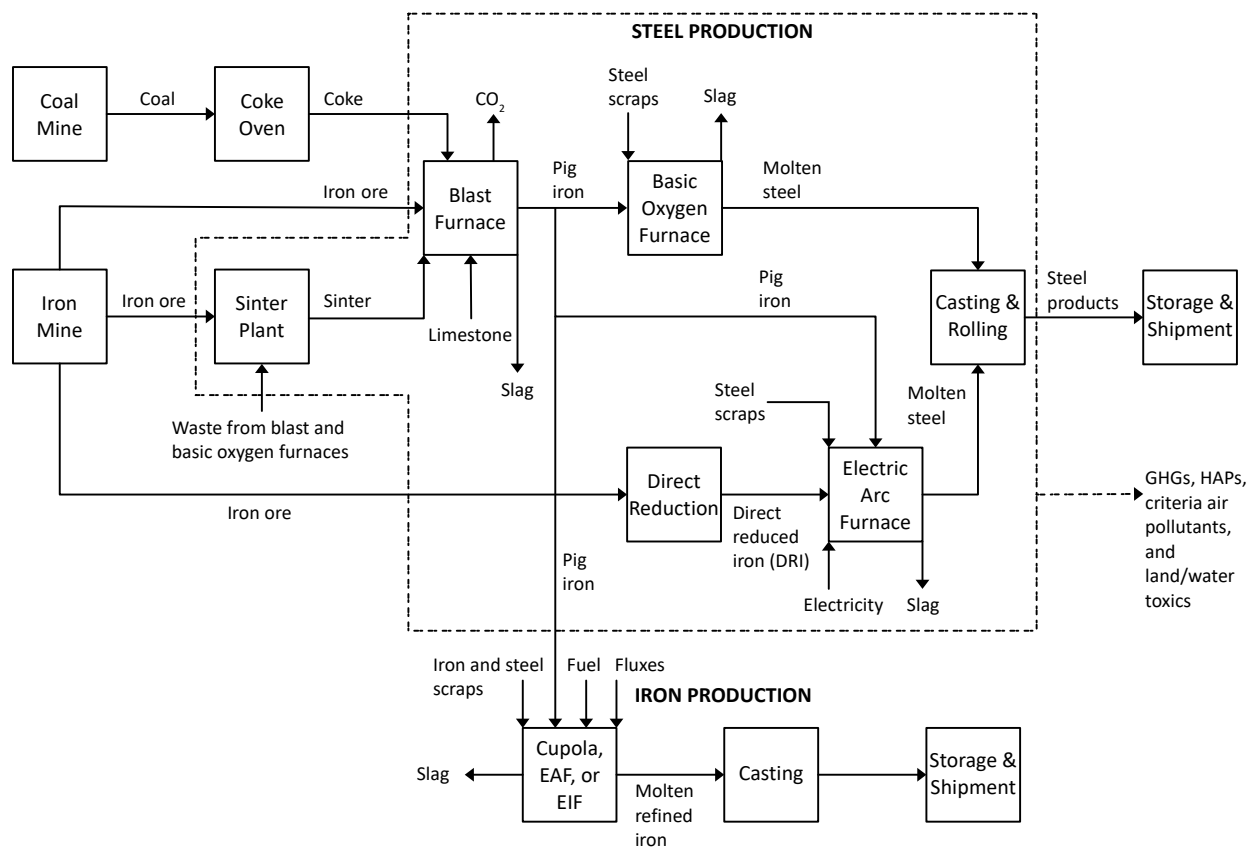 STEEL PRODUCTION
Coal
Mine
Coal
Coke
Oven
Coke
CO2
Steel
scraps
Slag
Iron ore
Blast
Furnace
Pig
iron
Basic
Oxygen
Furnace
Molten
steel
Iron
Mine
Iron ore
Sinter
Plant
Sinter
Limestone
Slag
Pig
iron
Casting &
Rolling
Steel
products
Storage &
Shipment
Waste from blast and
basic oxygen furnaces
Steel
scraps
Molten
steel
Iron ore
Direct
Reduction
Direct
reduced
iron (DRI)
Electric
Arc
Furnace
Electricity
Slag
GHGs, HAPs,
criteria air
pollutants,
and
land/water
toxics
Pig
iron
Iron and steel
scraps
Fuel
Fluxes
IRON PRODUCTION
Slag
Cupola,
EAF, or
EIF
Molten
refined
iron
Casting
Storage &
Shipment